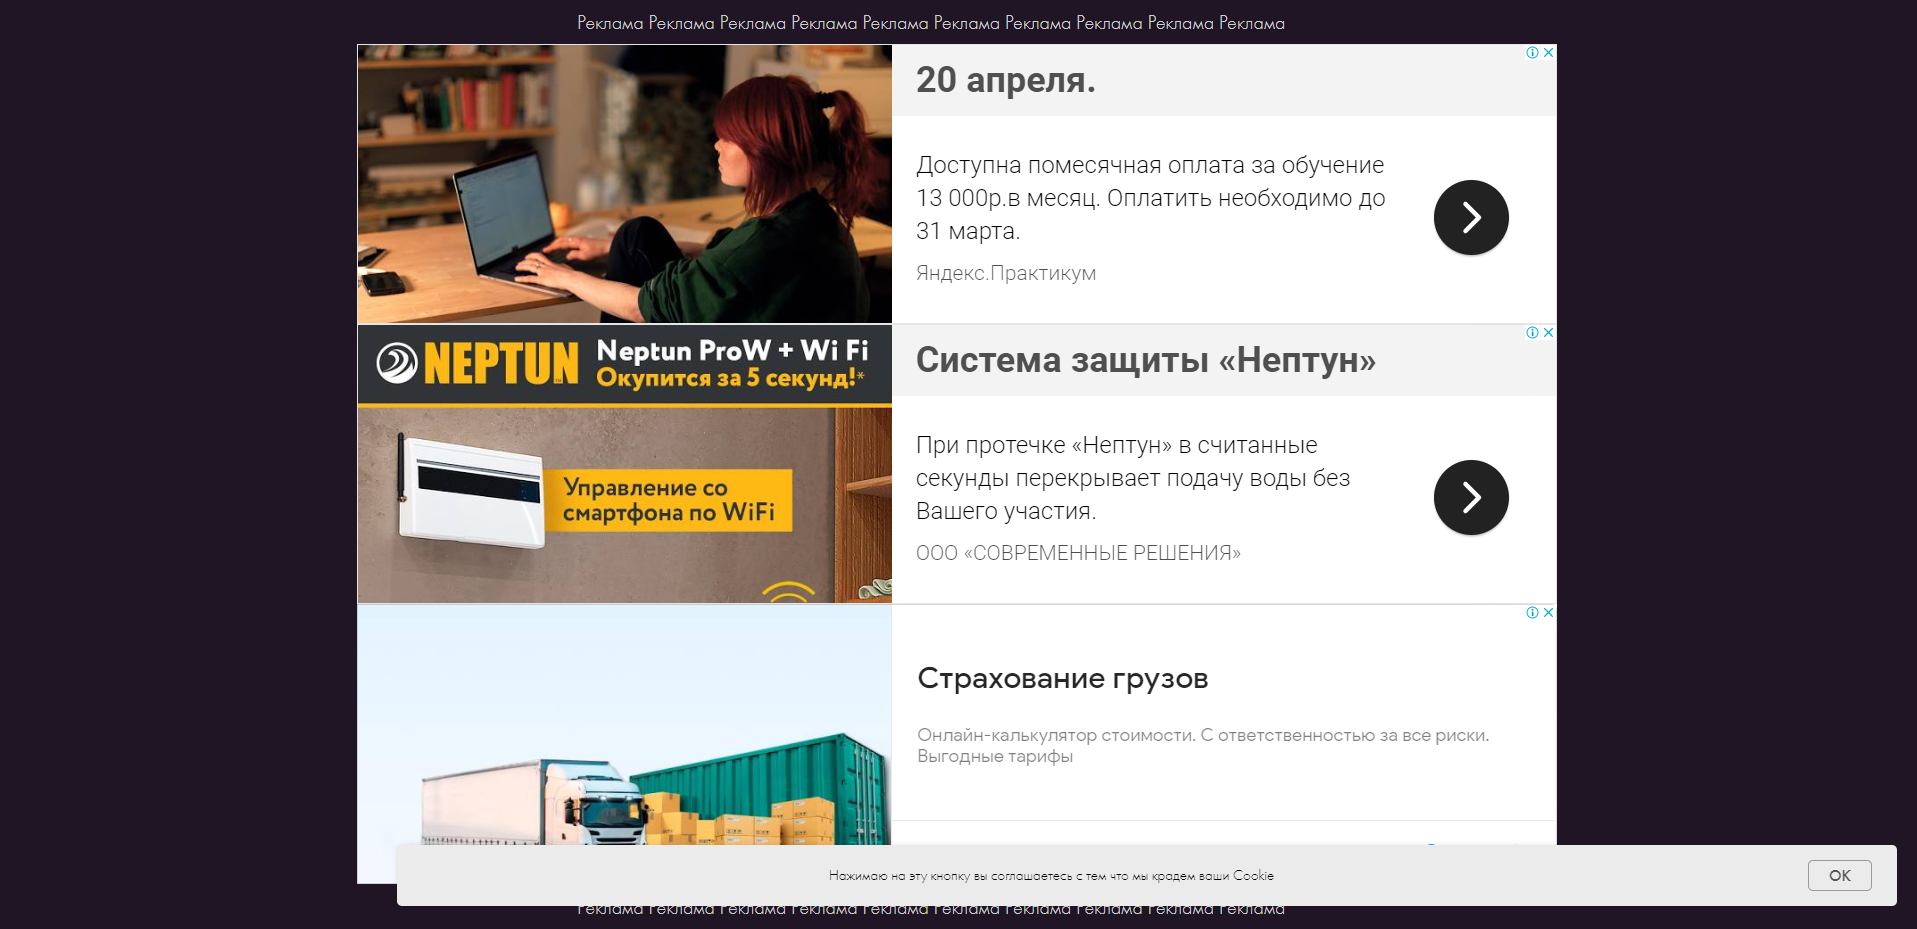 Реклама Реклама Реклама Реклама Реклама Реклама Реклама Реклама Реклама Реклама
20 апреля.
Доступна помесячная оплата за обучение
13 000р.в месяц. Оплатить необходимо до
31 марта.
Яндекс.Практикум
NEPTUN
Neptun ProW + Wi Fi
Окупится за 5 секунд!*
Управление со
смартфона по WiFi
Система защиты «Нептун»
При протечке «Нептун» в считанные
секунды перекрывает подачу воды без
Вашего участия.
ООО «СОВРЕМЕННЫЕ РЕШЕНИЯ»
Страхование грузов
Онлайн-калькулятор стоимости. С ответственностью за все риски.
Выгодные тарифы
Нажимаю на эту кнопку вы соглашаетесь с тем что мы крадем ваши Cookie
OK
Реклама Реклама Реклама Реклама Реклама Реклама Реклама Реклама Реклама Реклама